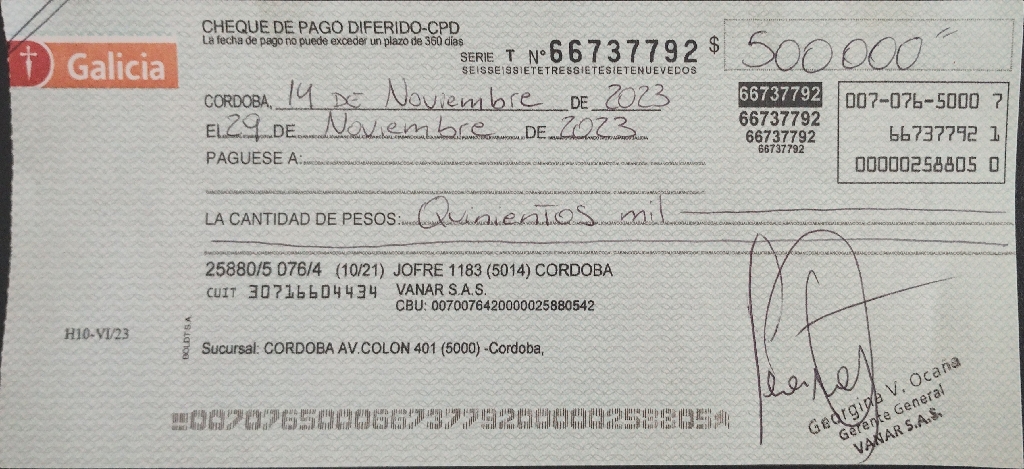 CHEQUE DE PAGO DIFERIDO-CPD
La fecha de pago no puede exceder un plazo de 360 días
Galicia
SERIE T N° 66737792 $ 500000
SEISSEISSIETETRESSIETESIETENUEVEDOS
CORDOBA, 14 DE Noviembre DE 2023
EL 29 DE Noviembre DE 2023
PAGUESE A:
66737792
66737792
66737792
66737792
007-076-5000 7
66737792 1
00000258805 0
LA CANTIDAD DE PESOS: Quinientos mil
25880/5 076/4 (10/21) JOFRE 1183 (5014) CORDOBA
CUIT 30716604434 VANAR S.A.S.
CBU: 0070076420000025880542
H10-VI/23
BOLDT S.A.
Sucursal: CORDOBA AV.COLON 401 (5000) -Cordoba,
Georgina V. Ocaña
Gerente General
VANAR S.A.S.